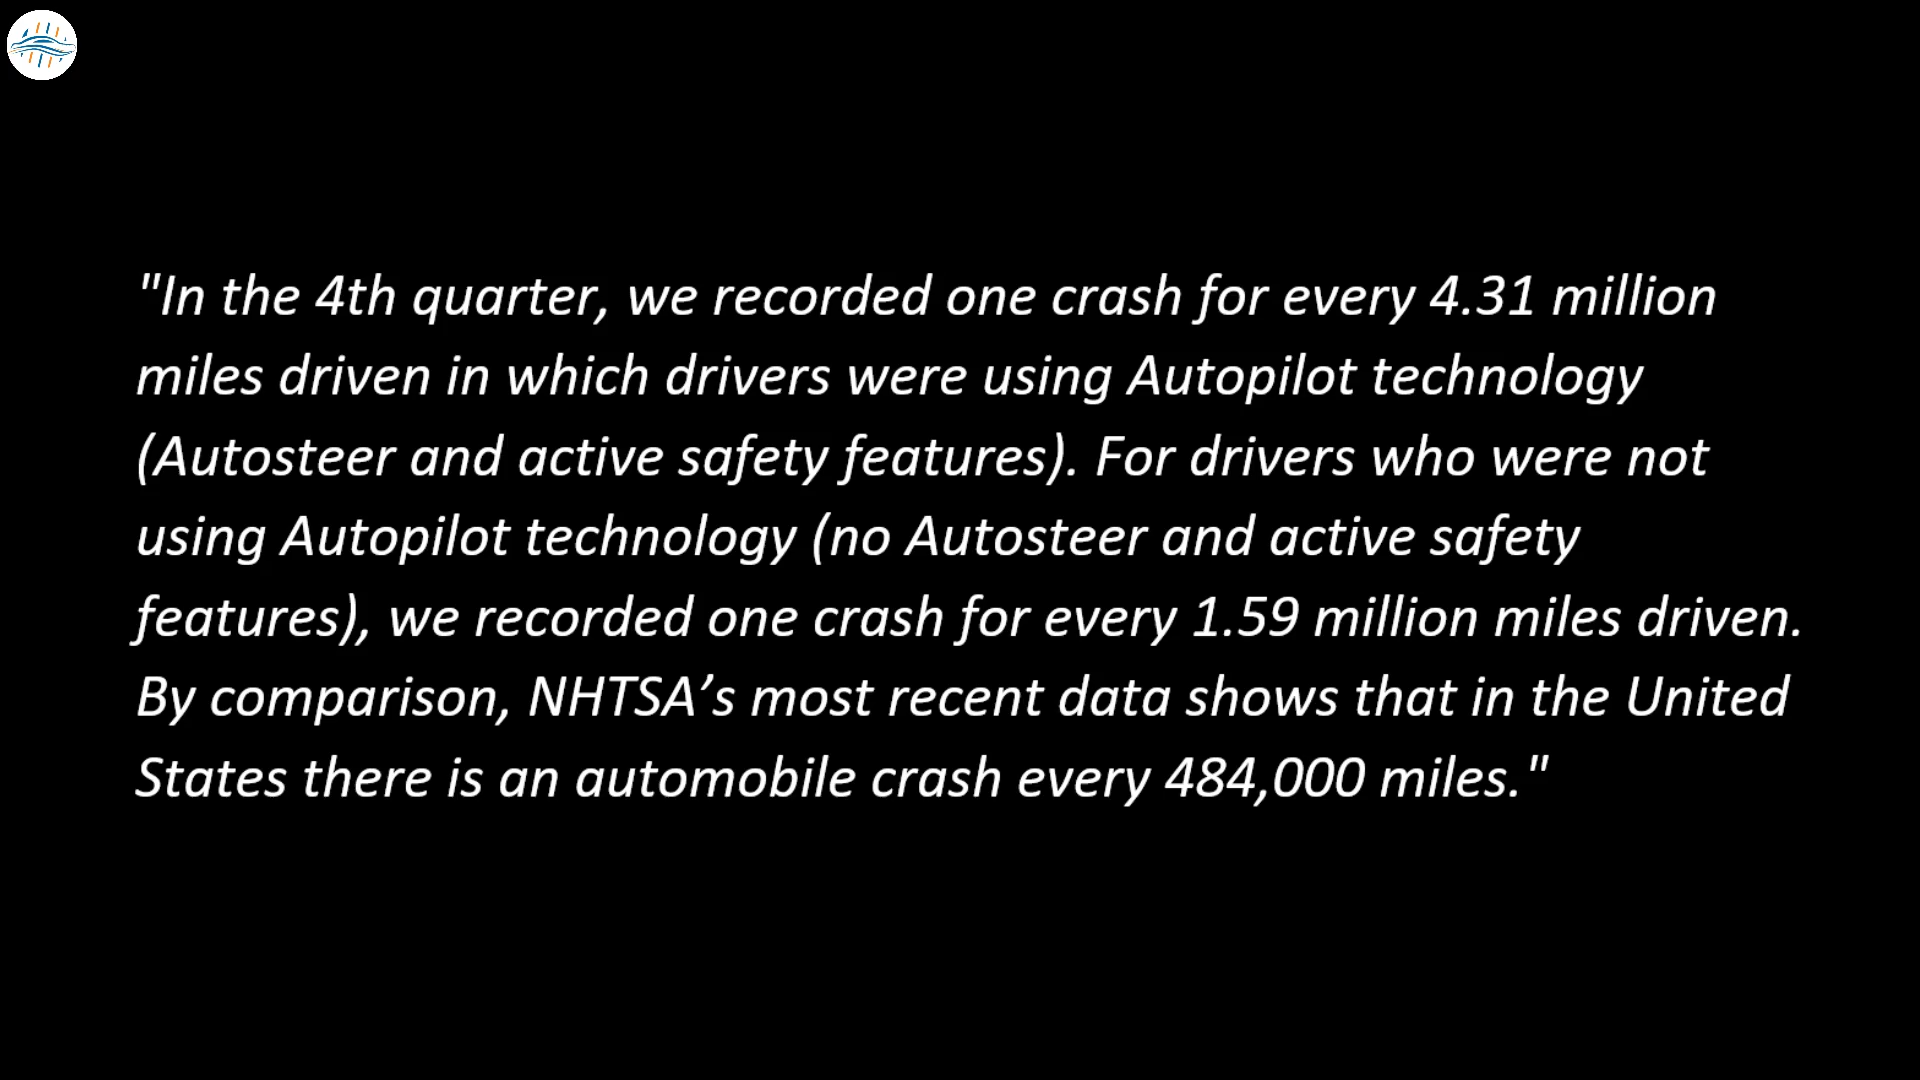 "In the 4th quarter, we recorded one crash for every 4.31 million
miles driven in which drivers were using Autopilot technology
(Autosteer and active safety features). For drivers who were not
using Autopilot technology (no Autosteer and active safety
features), we recorded one crash for every 1.59 million miles driven.
By comparison, NHTSA’s most recent data shows that in the United
States there is an automobile crash every 484,000 miles."